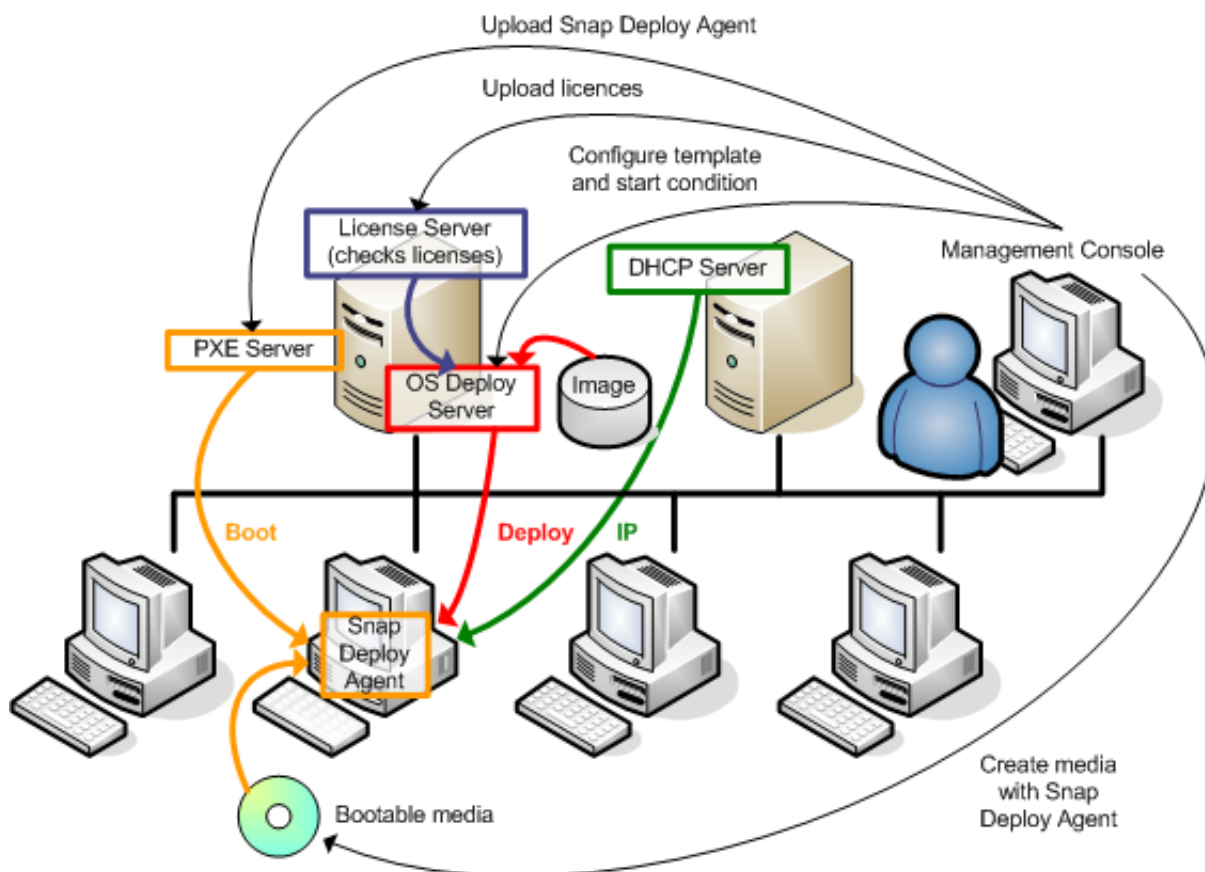 Upload Snap Deploy Agent
Upload licences
Configure template
and start condition
License Server
(checks licenses)
DHCP Server
Management Console
PXE Server
OS Deploy
Server
Image
Boot
Deploy
IP
Snap
Deploy
Agent
Bootable media
Create media
with Snap
Deploy Agent